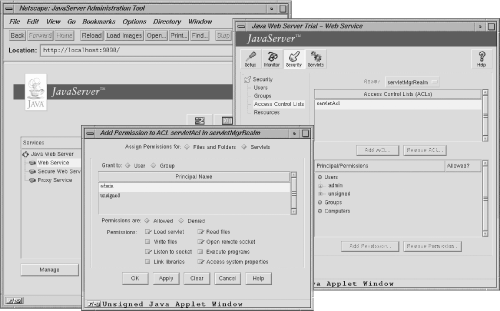 Netscape: JavaServer Administration Tool
File Edit View Go Bookmarks Options Directory Window
Back Forward Home Reload Load Images Open... Print... Find... Stop
Location: http://localhost:9090/
JAVA
JavaServer™
Services
Java Web Server
Web Service
Secure Web Serv
Proxy Service
Manage
Java Web Server Trial – Web Service
JavaServer™
Setup Monitor Security Servlets Help
Security
Users
Groups
Access Control Lists
Resources
Realm: servletMgrRealm
Access Control Lists (ACLs)
servletAcl
Add ACL... Remove ACL...
Principal/Permissions Allowed?
Users
admin
unsigned
Groups
Computers
Add Permission... Remove Permission...
a Applet Window
Add Permission to ACL servletAcl in servletMgrRealm
Assign Permissions for: Files and Folders Servlets
Grant to: User Group
Principal Name
unsigned
Permissions are: Allowed Denied
Permissions: Load servlet Read files
Write files Open remote socket
Listen to socket Execute programs
Link libraries Access system properties
OK Apply Clear Cancel Help
Unsigned Java Applet Window